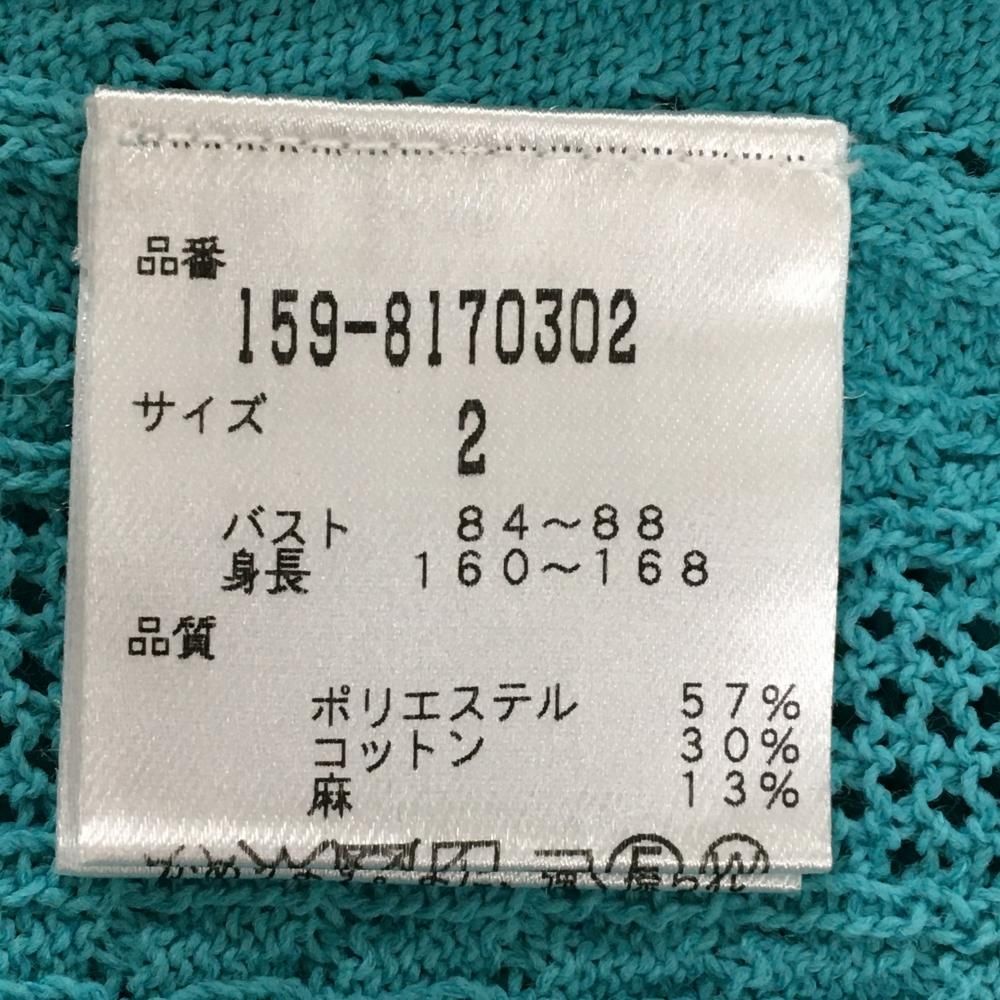 品番
159-8170302
サイズ 2
バスト 84～88
身長 160～168
品質
ポリエステル 57%
コットン 30%
麻 13%